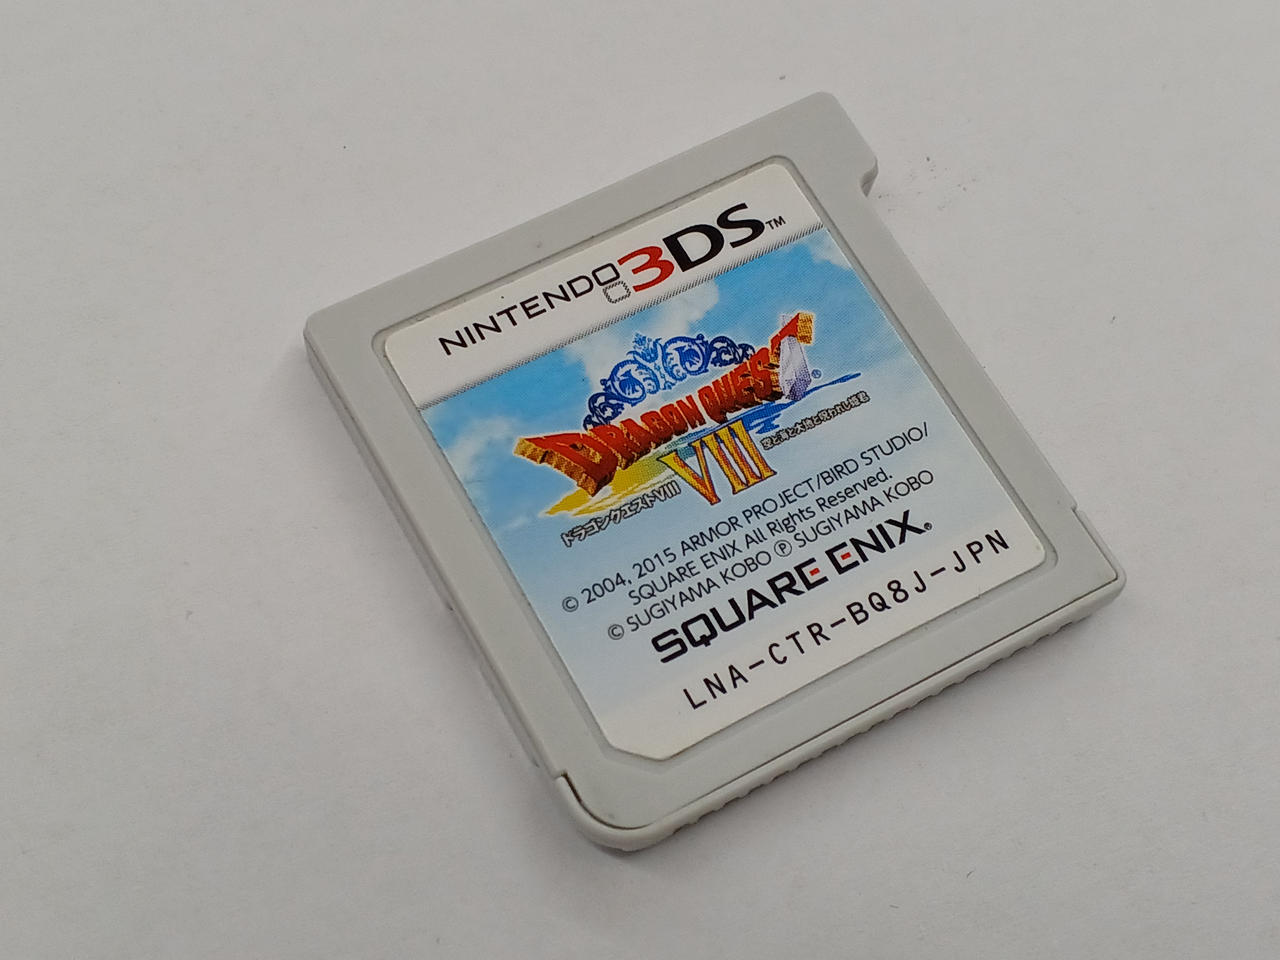 NINTENDO 3DS™
DRAGON QUEST®
VIII
ドラゴンクエストVIII 空と海と大地と呪われし姫君
© 2004, 2015 ARMOR PROJECT/BIRD STUDIO/
SQUARE ENIX All Rights Reserved.
© SUGIYAMA KOBO ℗ SUGIYAMA KOBO
SQUARE ENIX®
LNA-CTR-BQ8J-JPN